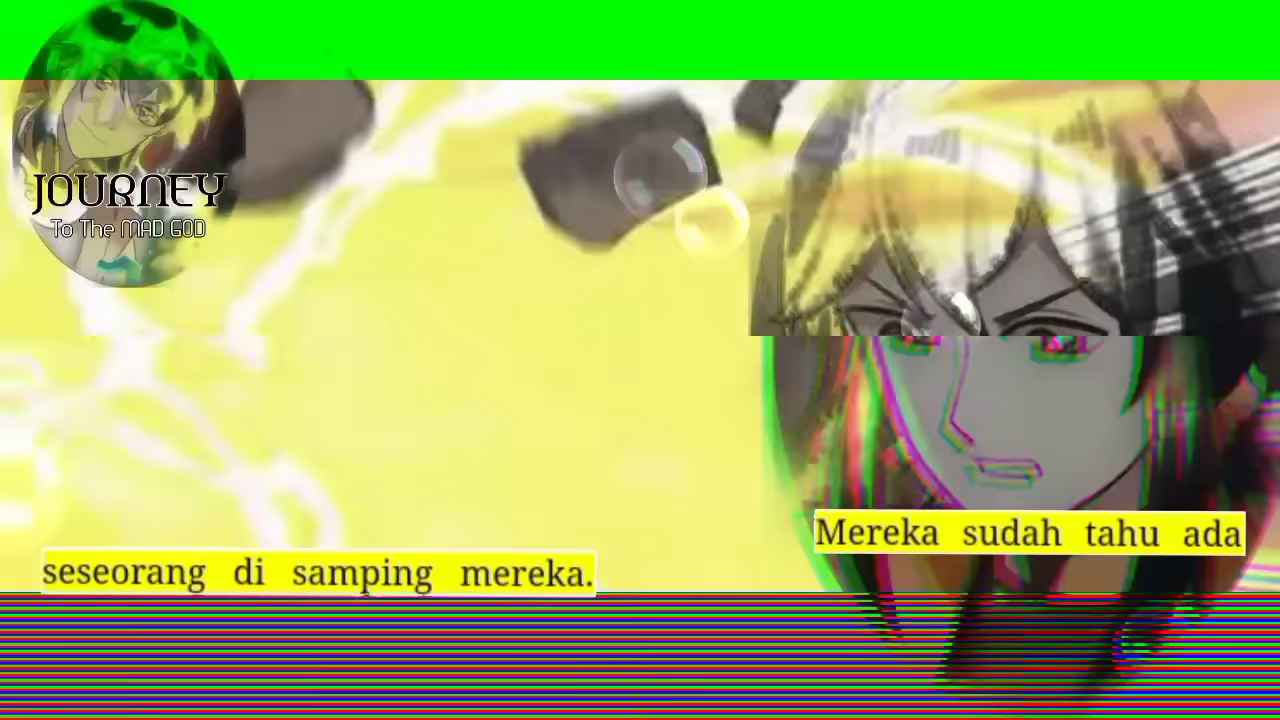 JOURNEY
To The MAD GOD
Mereka sudah tahu ada
seseorang di samping mereka.